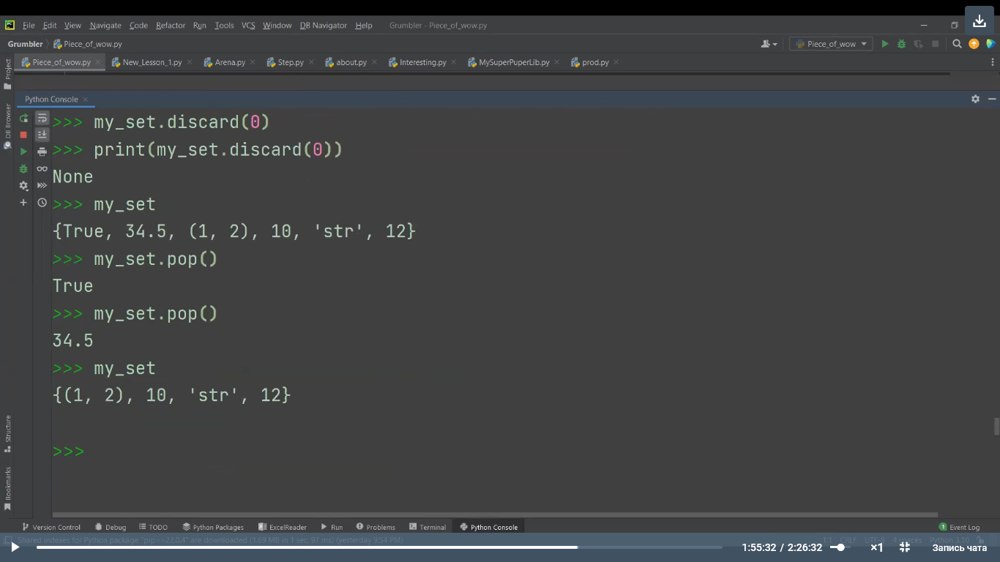 File Edit View Navigate Code Refactor Run Tools VCS Window DB Navigator Help Grumbler - Piece_of_wow.py
Grumbler Piece_of_wow.py Piece_of_wow
Piece_of_wow.py New_Lesson_1.py Arena.py Step.py about.py Interesting.py MySuperPuperLib.py prod.py
Project
DB Browser
Structure
Bookmarks
Python Console
>>> my_set.discard(0)
>>> print(my_set.discard(0))
None
>>> my_set
{True, 34.5, (1, 2), 10, 'str', 12}
>>> my_set.pop()
True
>>> my_set.pop()
34.5
>>> my_set
{(1, 2), 10, 'str', 12}
>>>
Version Control Debug TODO Python Packages ExcelReader Run Problems Terminal Python Console 1 Event Log
Shared indexes for Python package "pip==22.0.4" are downloaded (1.69 MB in 1 sec, 97 ms) (yesterday 9:54 PM) 1:1 CRLF UTF-8 4 spaces Python 3.10
1:55:32 / 2:26:32 ×1 Запись чата